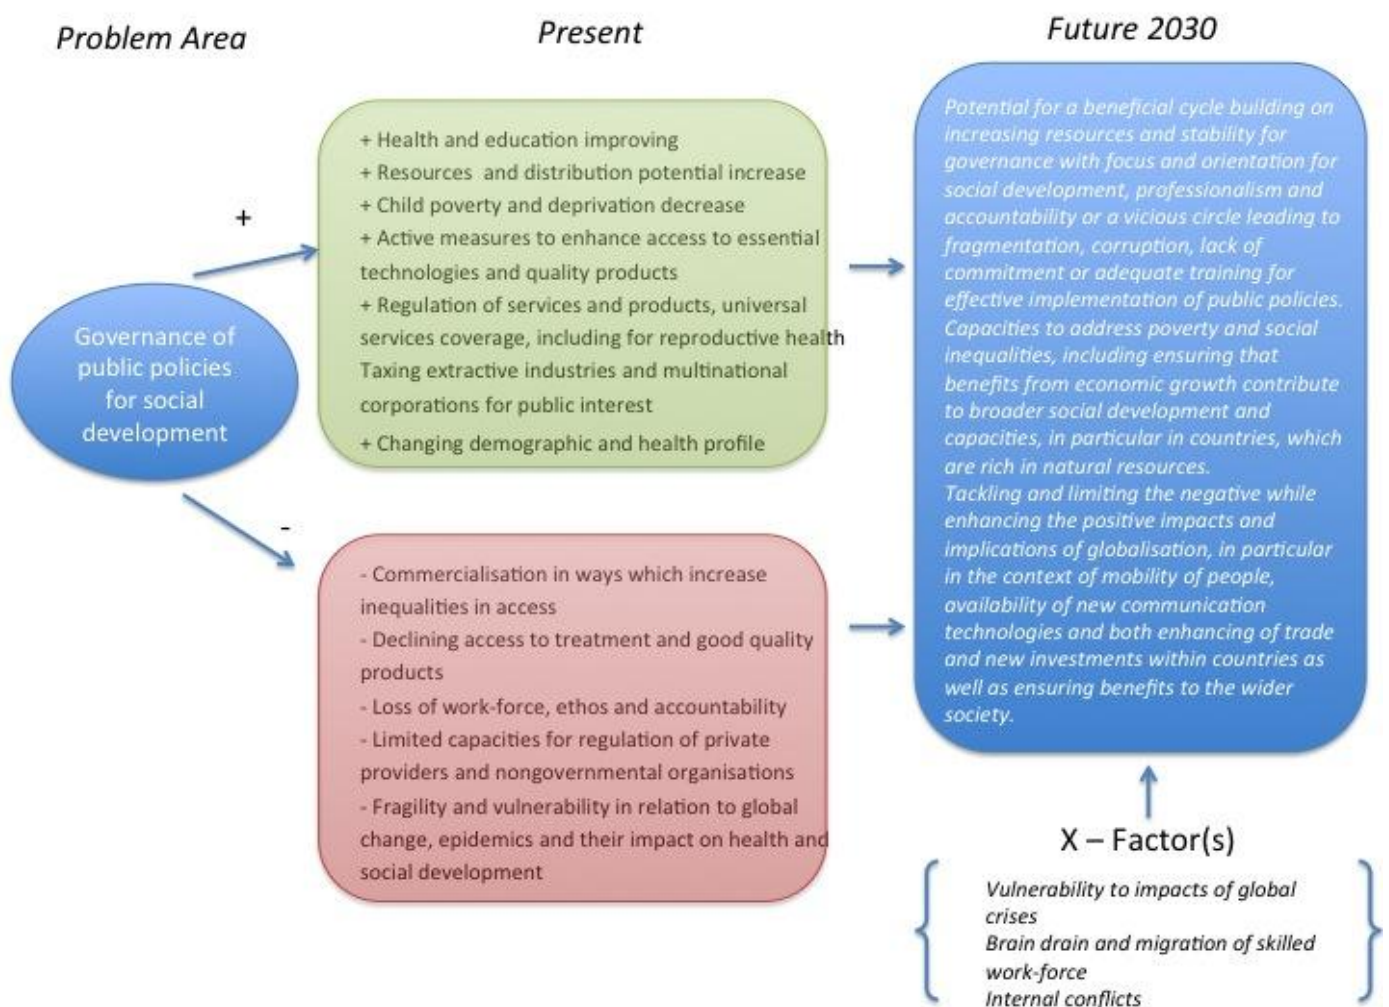 Problem Area
Present
Future 2030
+
Governance of
public policies
for social
development
-
+ Health and education improving
+ Resources  and distribution potential increase
+ Child poverty and deprivation decrease
+ Active measures to enhance access to essential
technologies and quality products
+ Regulation of services and products, universal
services coverage, including for reproductive health
Taxing extractive industries and multinational
corporations for public interest
+ Changing demographic and health profile
- Commercialisation in ways which increase
inequalities in access
- Declining access to treatment and good quality
products
- Loss of work-force, ethos and accountability
- Limited capacities for regulation of private
providers and nongovernmental organisations
- Fragility and vulnerability in relation to global
change, epidemics and their impact on health and
social development
Potential for a beneficial cycle building on
increasing resources and stability for
governance with focus and orientation for
social development, professionalism and
accountability or a vicious circle leading to
fragmentation, corruption, lack of
commitment or adequate training for
effective implementation of public policies.
Capacities to address poverty and social
inequalities, including ensuring that
benefits from economic growth contribute
to broader social development and
capacities, in particular in countries, which
are rich in natural resources.
Tackling and limiting the negative while
enhancing the positive impacts and
implications of globalisation, in particular
in the context of mobility of people,
availability of new communication
technologies and both enhancing of trade
and new investments within countries as
well as ensuring benefits to the wider
society.
X – Factor(s)
Vulnerability to impacts of global
crises
Brain drain and migration of skilled
work-force
Internal conflicts